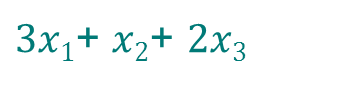 3x₁+ x₂+ 2x₃